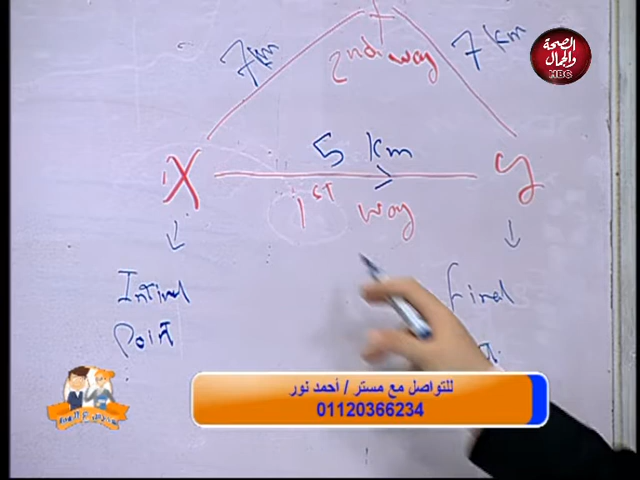 الصحة
والجمال
HBC
7 km
2nd way
7 km
5 km
X
y
1st way
Intinal
Point
final
للتواصل مع مستر / أحمد نور
01120366234